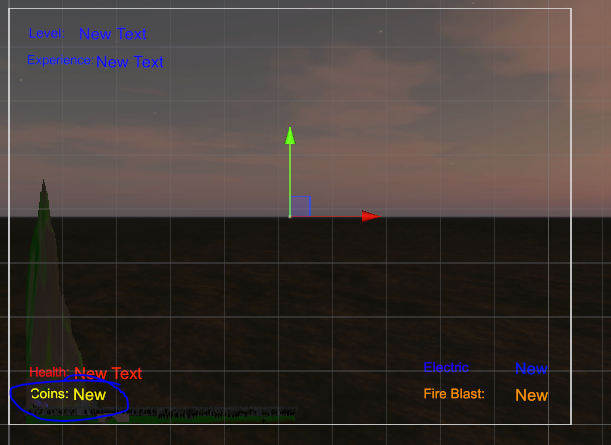 Level: New Text
Experience: New Text
Health: New Text
Coins: New
Electric New
Fire Blast: New